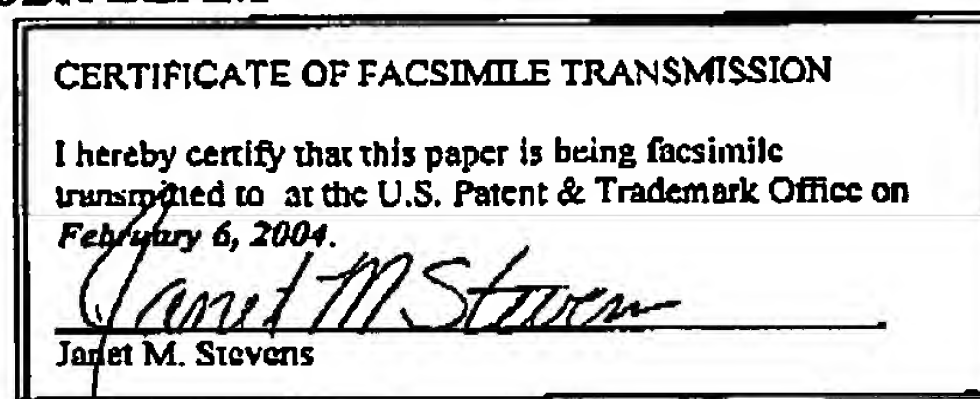 CERTIFICATE OF FACSIMILE TRANSMISSION
I hereby certify that this paper is being facsimile
transmitted to at the U.S. Patent & Trademark Office on
February 6, 2004.
Janet M Stevens
Janet M. Stevens